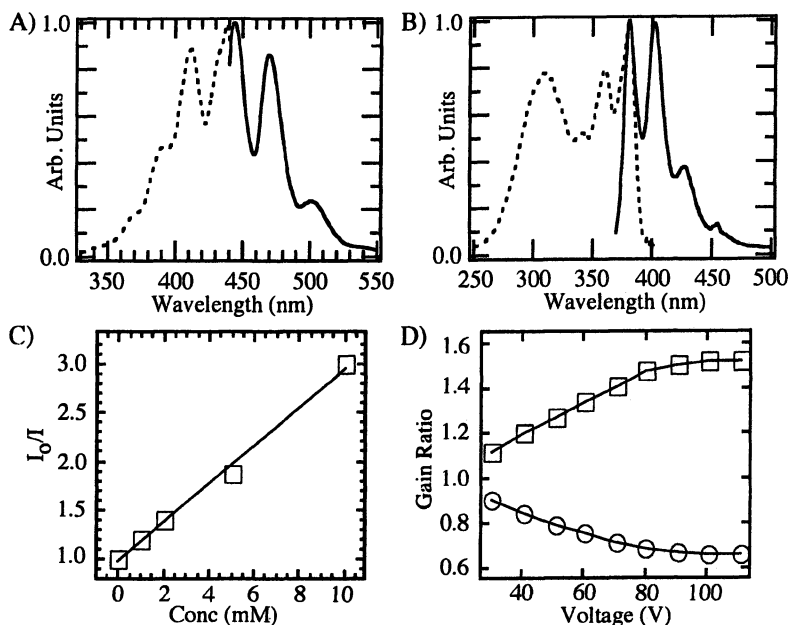 A)
1.0
Arb. Units
0.0
350 400 450 500 550
Wavelength (nm)
B)
1.0
Arb. Units
0.0
250 300 350 400 450 500
Wavelength (nm)
C)
3.0
2.5
2.0
1.5
1.0
I₀/I
0 2 4 6 8 10
Conc (mM)
D)
1.6
1.4
1.2
1.0
0.8
0.6
Gain Ratio
40 60 80 100
Voltage (V)